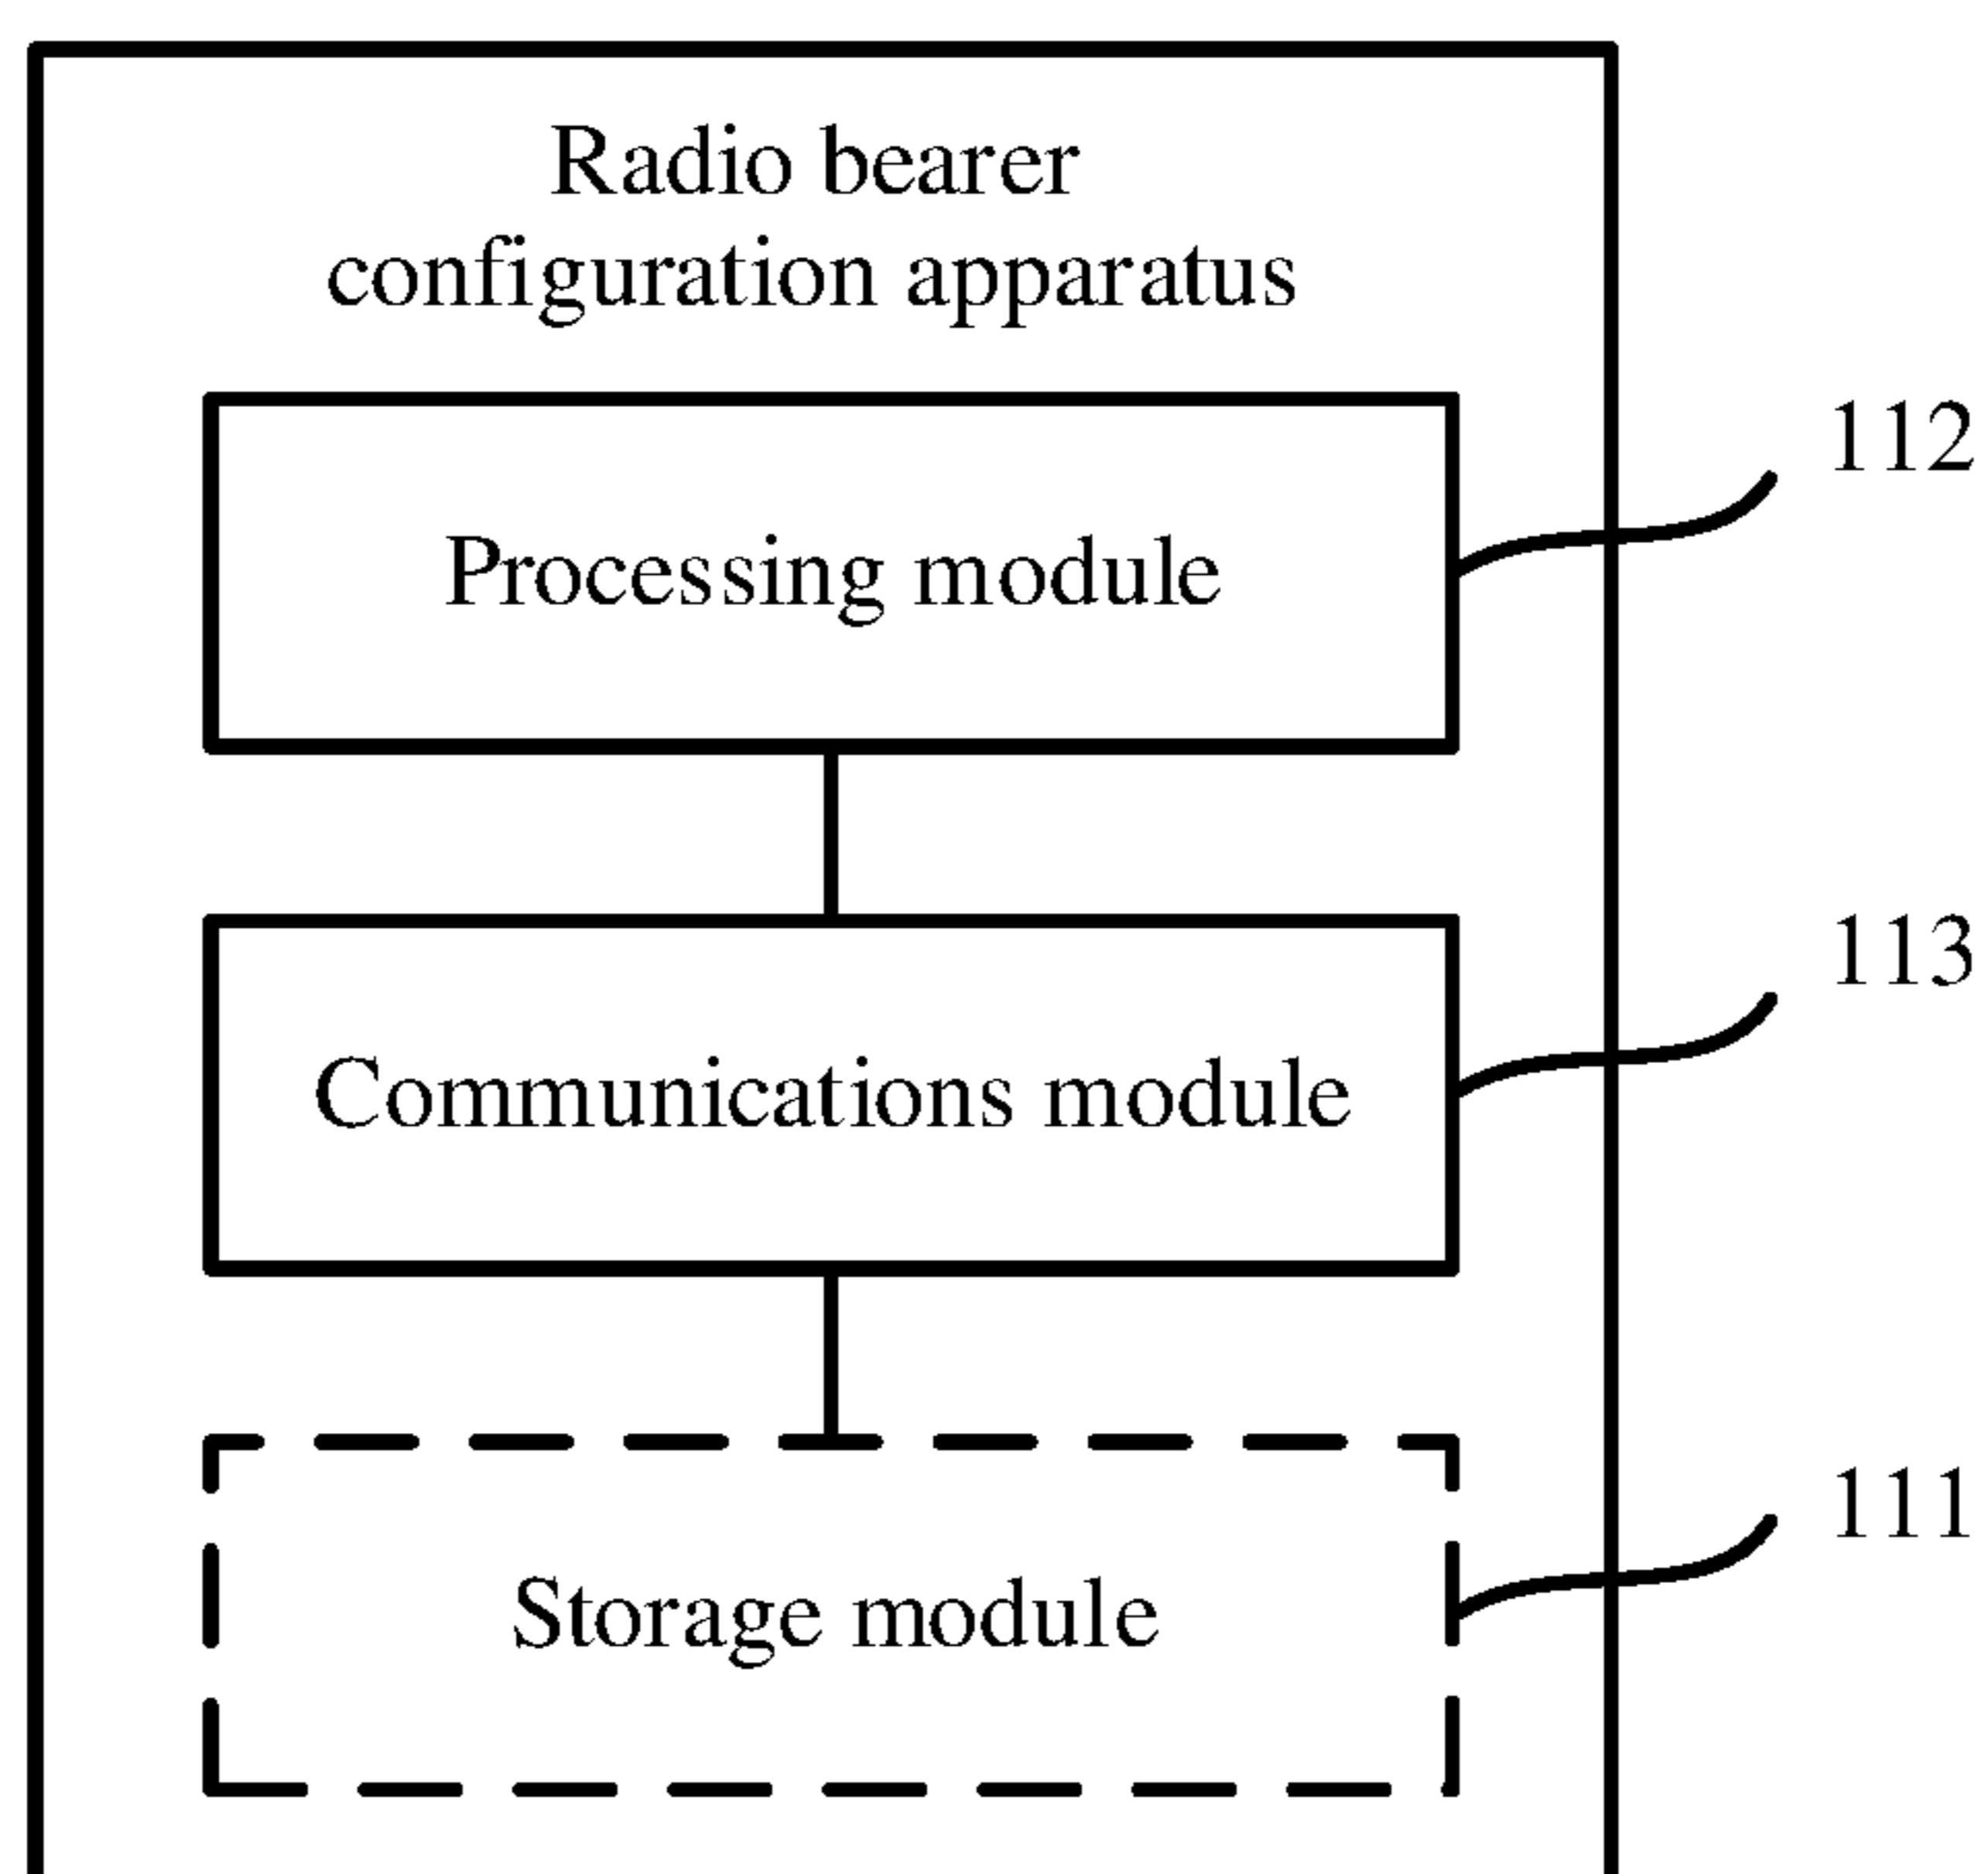 Radio bearer
configuration apparatus
112
Processing module
113
Communications module
111
Storage module